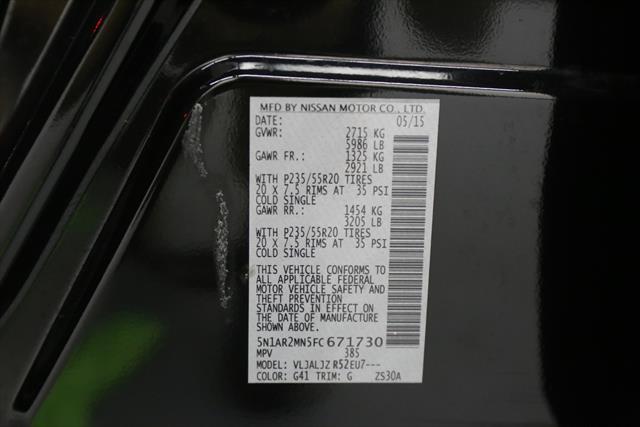 MFD BY NISSAN MOTOR CO., LTD.
DATE: 05/15
GVWR: 2715 KG
5986 LB
GAWR FR.: 1325 KG
2921 LB
WITH P235/55R20 TIRES
20 X 7.5 RIMS AT 35 PSI
COLD SINGLE
GAWR RR.: 1454 KG
3205 LB
WITH P235/55R20 TIRES
20 X 7.5 RIMS AT 35 PSI
COLD SINGLE
THIS VEHICLE CONFORMS TO
ALL APPLICABLE FEDERAL
MOTOR VEHICLE SAFETY AND
THEFT PREVENTION
STANDARDS IN EFFECT ON
THE DATE OF MANUFACTURE
SHOWN ABOVE.
5N1AR2MN5FC671730
MPV 385
MODEL: VLJALJZ R52EU7---
COLOR: G41 TRIM: G ZS30A